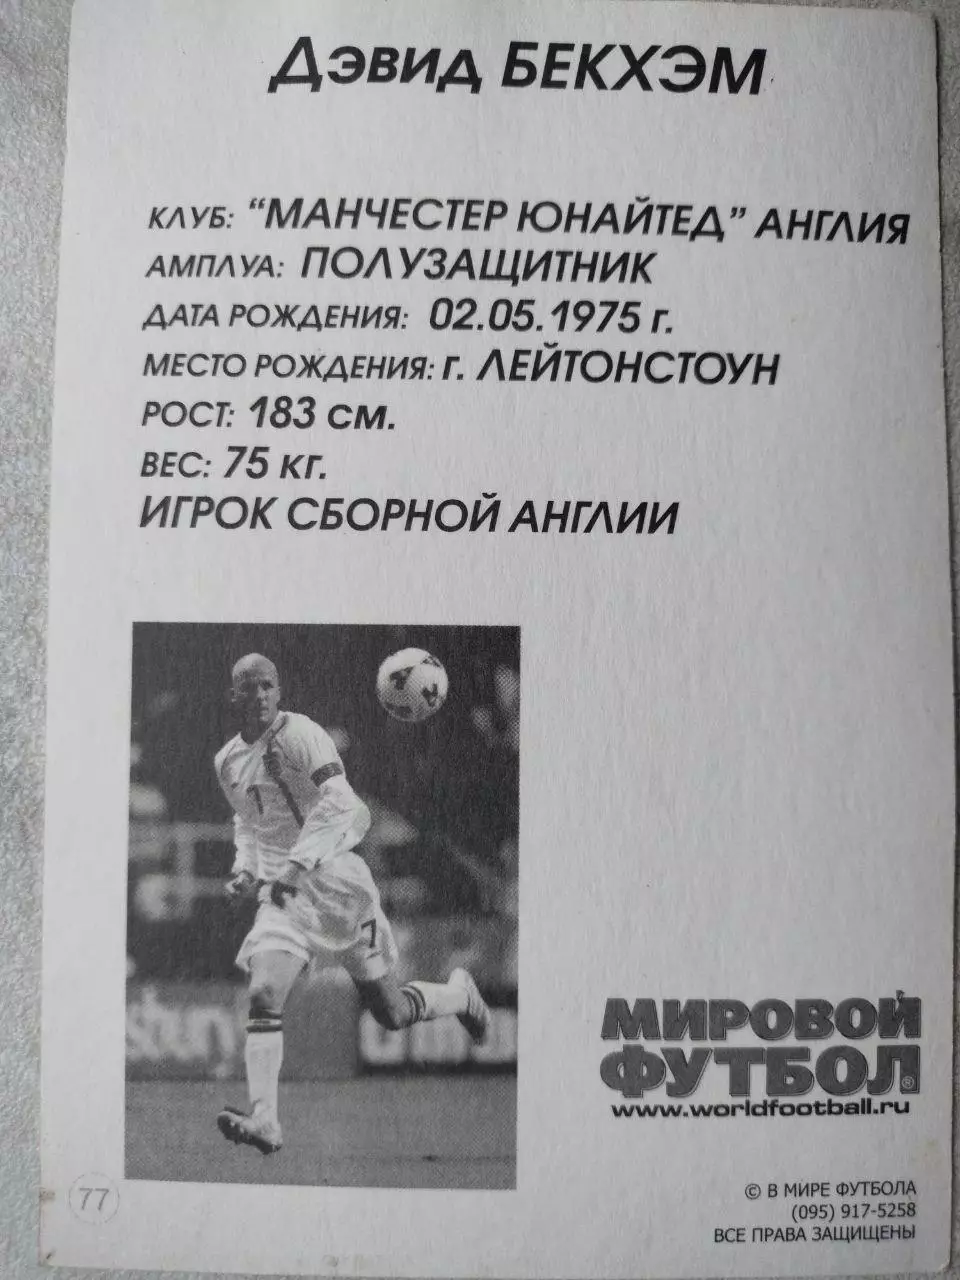 Дэвид БЕКХЭМ
КЛУБ: "МАНЧЕСТЕР ЮНАЙТЕД" АНГЛИЯ
АМПЛУА: ПОЛУЗАЩИТНИК
ДАТА РОЖДЕНИЯ: 02.05.1975 г.
МЕСТО РОЖДЕНИЯ: г. ЛЕЙТОНСТОУН
РОСТ: 183 см.
ВЕС: 75 кг.
ИГРОК СБОРНОЙ АНГЛИИ
7
7
МИРОВОЙ
ФУТБОЛ®
www.worldfootball.ru
77
© В МИРЕ ФУТБОЛА
(095) 917-5258
ВСЕ ПРАВА ЗАЩИЩЕНЫ